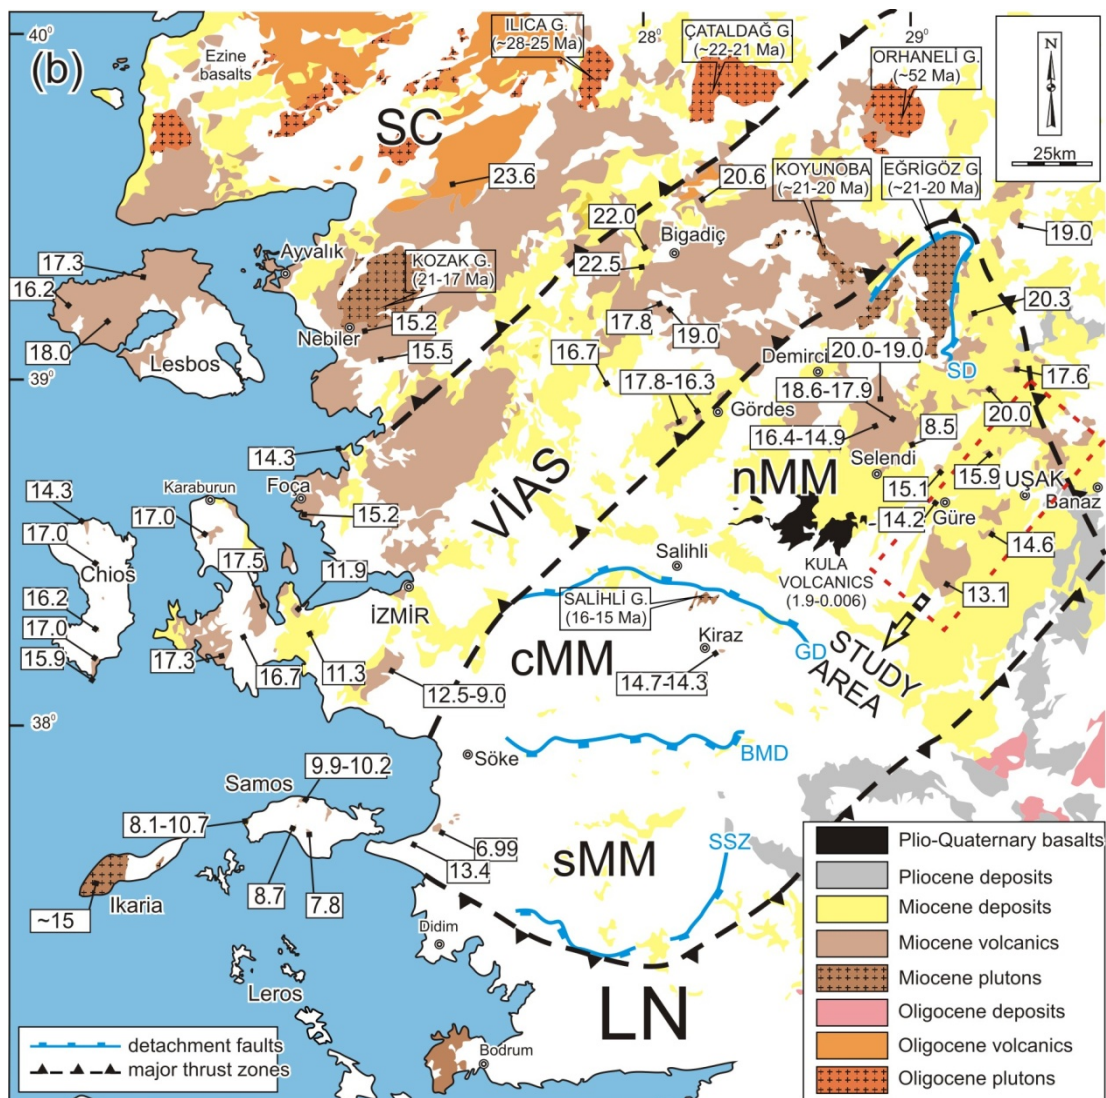 40⁰
(b)
Ezine
basalts
ILICA G.
(~28-25 Ma)
28⁰
ÇATALDAĞ G.
(~22-21 Ma)
29⁰
ORHANELİ G.
(~52 Ma)
N
25km
SC
23.6
20.6
KOYUNOBA
(~21-20 Ma)
EĞRİGÖZ G.
(~21-20 Ma)
19.0
22.0
Bigadiç
22.5
Ayvalık
KOZAK G.
(21-17 Ma)
17.3
16.2
18.0
Lesbos
Nebiler
15.2
15.5
17.8
19.0
20.3
39⁰
16.7
Demirci
20.0-19.0
SD
17.6
17.8-16.3
18.6-17.9
20.0
Gördes
16.4-14.9
8.5
14.3
VİAS
nMM
Selendi
15.9
UŞAK
Banaz
15.1
14.3
Karaburun
Foça
17.0
17.0
15.2
14.2
Güre
14.6
Chios
17.5
11.9
Salihli
KULA
VOLCANICS
(1.9-0.006)
13.1
16.2
İZMİR
SALİHLİ G.
(16-15 Ma)
17.0
Kiraz
STUDY
AREA
15.9
17.3
16.7
11.3
cMM
GD
12.5-9.0
14.7-14.3
38⁰
Söke
BMD
9.9-10.2
Samos
8.1-10.7
6.99
sMM
SSZ
13.4
8.7
7.8
~15
Ikaria
Didim
Leros
LN
Bodrum
detachment faults
major thrust zones
Plio-Quaternary basalts
Pliocene deposits
Miocene deposits
Miocene volcanics
Miocene plutons
Oligocene deposits
Oligocene volcanics
Oligocene plutons